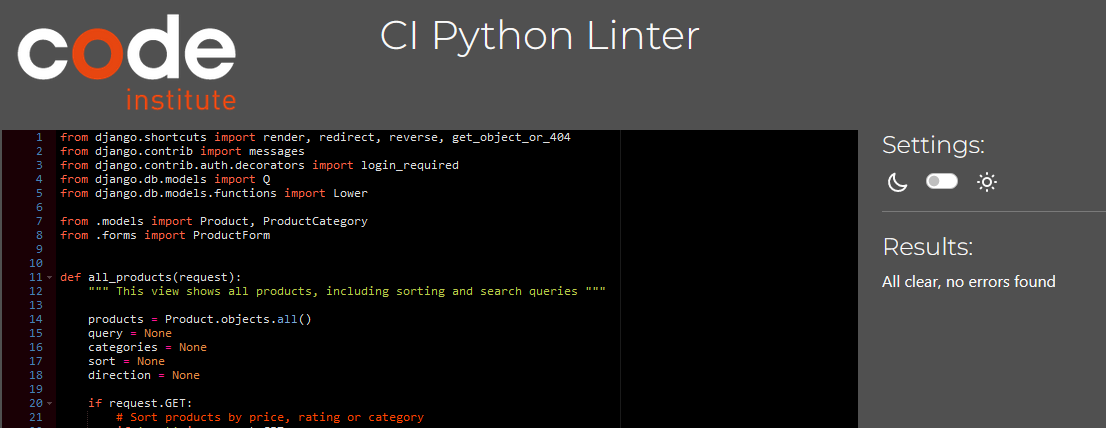 code
institute
CI Python Linter
1 from django.shortcuts import render, redirect, reverse, get_object_or_404
2 from django.contrib import messages
3 from django.contrib.auth.decorators import login_required
4 from django.db.models import Q
5 from django.db.models.functions import Lower
6
7 from .models import Product, ProductCategory
8 from .forms import ProductForm
9
10
11 def all_products(request):
12     """ This view shows all products, including sorting and search queries """
13
14     products = Product.objects.all()
15     query = None
16     categories = None
17     sort = None
18     direction = None
19
20     if request.GET:
21         # Sort products by price, rating or category
Settings:
Results:
All clear, no errors found